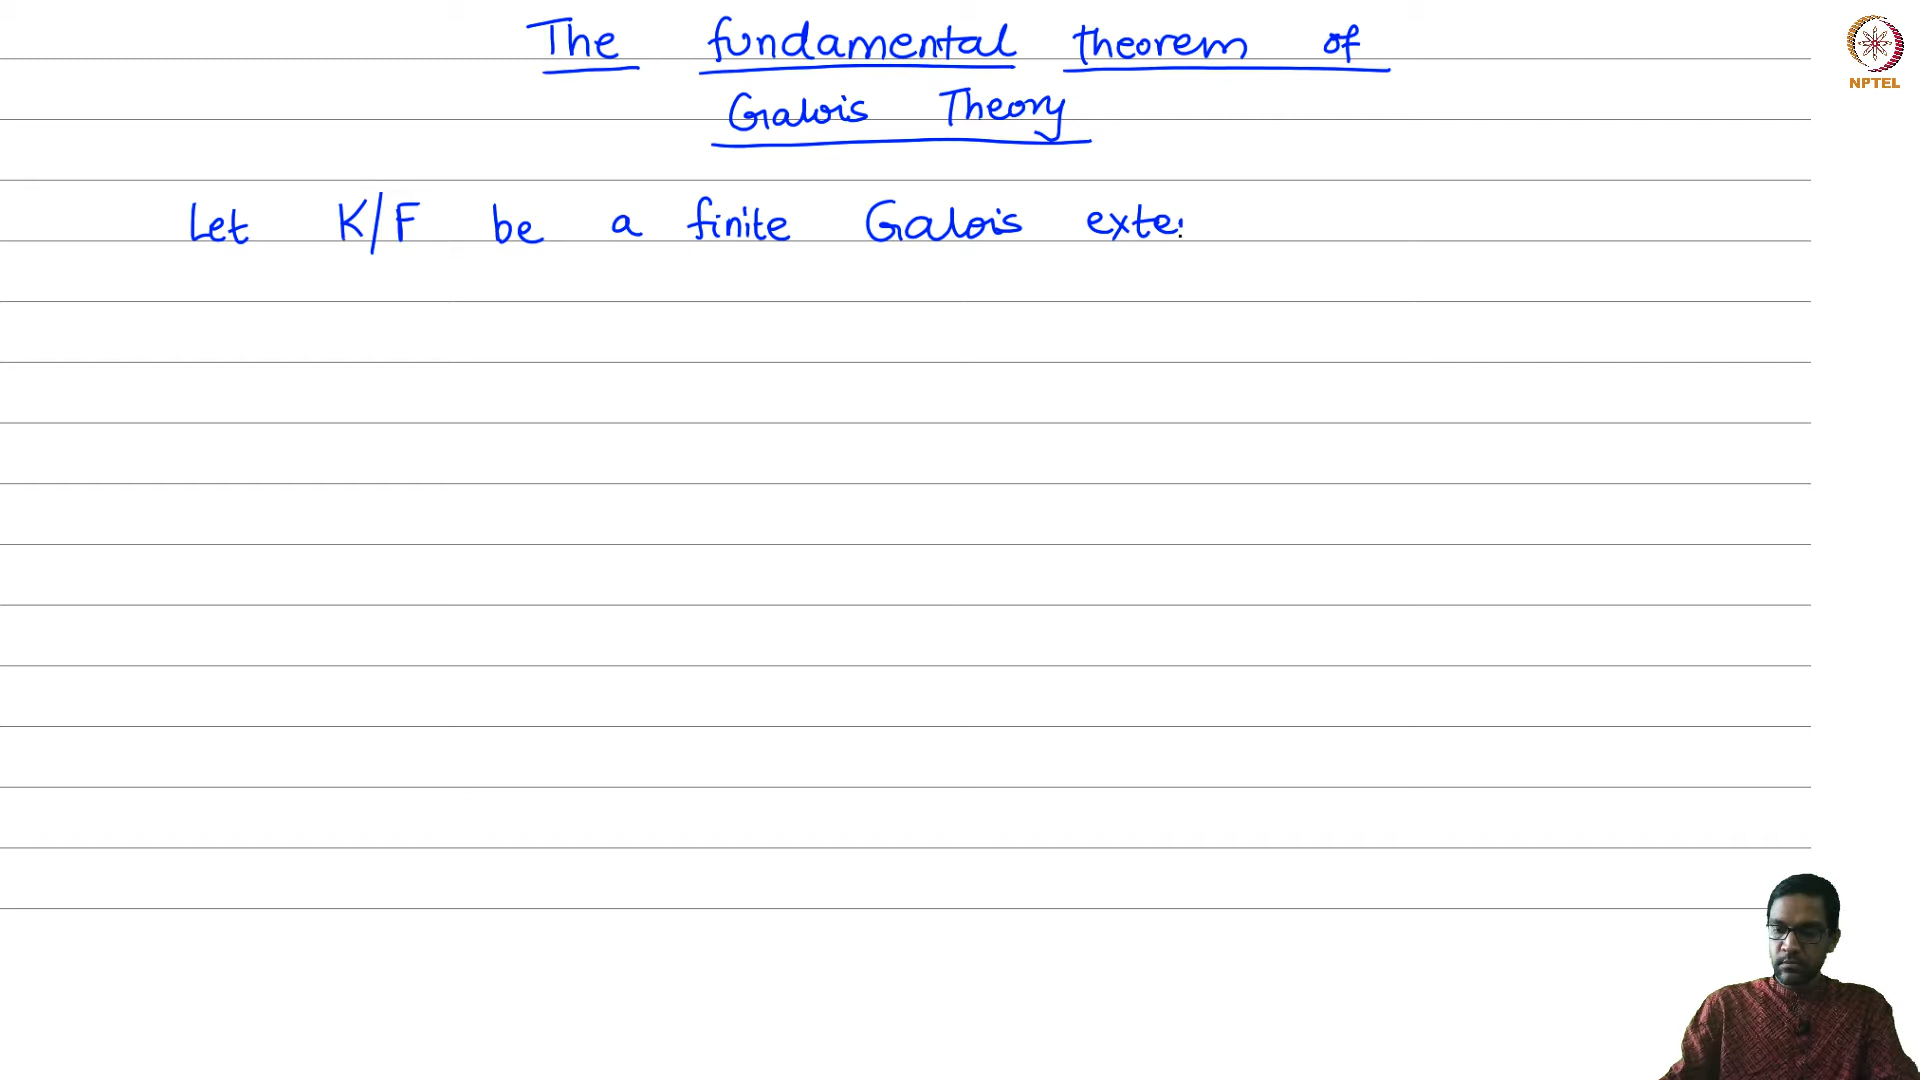 The fundamental theorem of
Galois Theory
Let K/F be a finite Galois exte
NPTEL